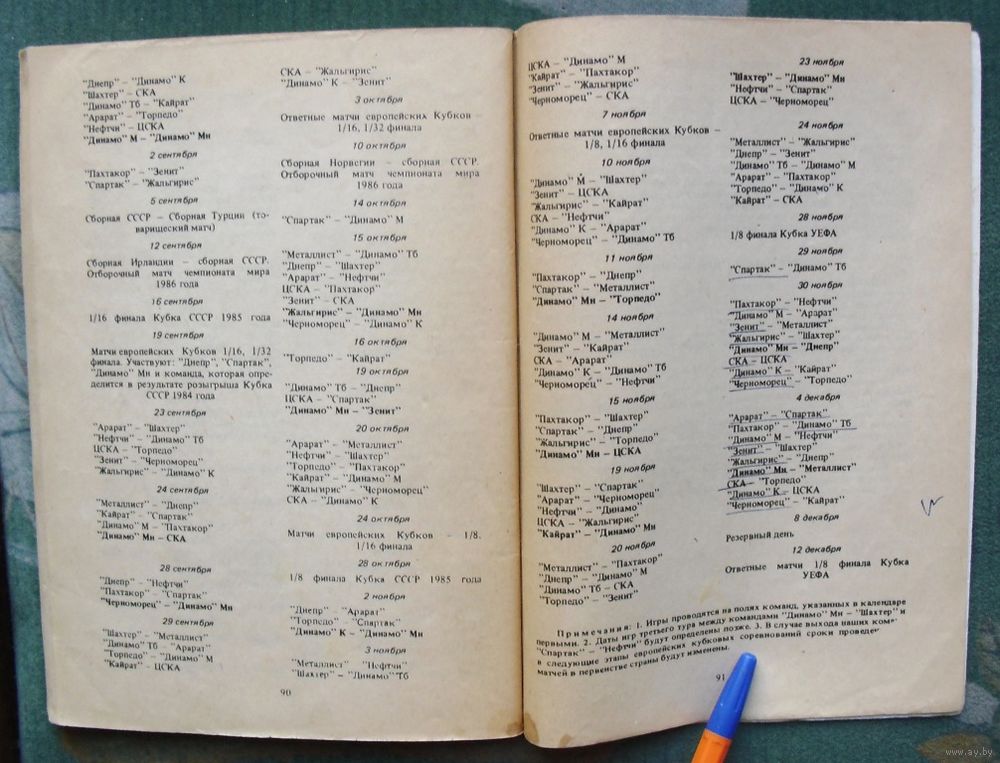 "Днепр" – "Динамо" К
"Шахтер" – СКА
"Динамо" Тб – "Кайрат"
"Арарат" – "Торпедо"
"Нефтчи" – ЦСКА
"Динамо" М – "Динамо" Мн
2 сентября
"Пахтакор" – "Зенит"
"Спартак" – "Жальгирис"
5 сентября
Сборная СССР – Сборная Турции (то-
варищеский матч)
12 сентября
Сборная Ирландии – сборная СССР.
Отборочный матч чемпионата мира
1986 года
16 сентября
1/16 финала Кубка СССР 1985 года
19 сентября
Матчи европейских Кубков 1/16, 1/32
финала. Участвуют: "Днепр", "Спартак",
"Динамо" Мн и команда, которая опре-
делится в результате розыгрыша Кубка
СССР 1984 года
23 сентября
"Арарат" – "Шахтер"
"Нефтчи" – "Динамо" Тб
ЦСКА – "Торпедо"
"Зенит" – "Черноморец"
"Жальгирис" – "Динамо" К
24 сентября
"Металлист" – "Днепр"
"Кайрат" – "Спартак"
"Динамо" М – "Пахтакор"
"Динамо" Мн – СКА
28 сентября
"Днепр" – "Нефтчи"
"Пахтакор" – "Спартак"
"Черноморец" – "Динамо" Мн
29 сентября
"Шахтер" – "Металлист"
"Динамо" Тб – "Арарат"
"Торпедо" – "Динамо" М
"Кайрат" – ЦСКА
СКА – "Жальгирис"
"Динамо" К – "Зенит"
3 октября
Ответные матчи европейских Кубков –
1/16, 1/32 финала
10 октября
Сборная Норвегии – сборная СССР.
Отборочный матч чемпионата мира
1986 года
14 октября
"Спартак" – "Динамо" М
15 октября
"Металлист" – "Динамо" Тб
"Днепр" – "Шахтер"
"Арарат" – "Нефтчи"
ЦСКА – "Пахтакор"
"Зенит" – СКА
"Жальгирис" – "Динамо" Мн
"Черноморец" – "Динамо" К
16 октября
"Торпедо" – "Кайрат"
19 октября
"Динамо" Тб – "Днепр"
ЦСКА – "Спартак"
"Динамо" Мн – "Зенит"
20 октября
"Арарат" – "Металлист"
"Нефтчи" – "Шахтер"
"Торпедо" – "Пахтакор"
"Кайрат" – "Динамо" М
"Жальгирис" – "Черноморец"
СКА – "Динамо" К
24 октября
Матчи европейских Кубков – 1/8.
1/16 финала
28 октября
1/8 финала Кубка СССР 1985 года
2 ноября
"Днепр" – "Арарат"
"Торпедо" – "Спартак"
"Динамо" К – "Динамо" Мн
3 ноября
"Металлист" "Нефтчи"
"Шахтер" – "Динамо" Тб
90
ЦСКА – "Динамо" М
"Кайрат" – "Пахтакор"
"Зенит" – "Жальгирис"
"Черноморец" – СКА
7 ноября
Ответные матчи европейских Кубков –
1/8, 1/16 финала
10 ноября
"Динамо" М – "Шахтер"
"Зенит" – ЦСКА
"Жальгирис" – "Кайрат"
СКА – "Нефтчи"
"Динамо" К – "Арарат"
"Черноморец" – "Динамо" Тб
11 ноября
"Пахтакор" – "Днепр"
"Спартак" – "Металлист"
"Динамо" Мн – "Торпедо"
14 ноября
"Динамо" М – "Металлист"
"Зенит" – "Кайрат"
СКА – "Арарат"
"Динамо" К – "Динамо" Тб
"Черноморец" – "Нефтчи"
15 ноября
"Пахтакор" – "Шахтер"
"Спартак" – "Днепр"
"Жальгирис" – "Торпедо"
"Динамо" Мн – ЦСКА
19 ноября
"Шахтер" – "Спартак"
"Арарат" – "Черноморец"
"Нефтчи" – "Динамо"
ЦСКА – "Жальгирис"
"Кайрат" – "Динамо" Мн
20 ноября
"Металлист" – "Пахтакор"
"Днепр" – "Динамо" М
"Динамо" Тб – СКА
"Торпедо" – "Зенит"
23 ноября
"Шахтер" – "Динамо" Мн
"Нефтчи" – "Спартак"
ЦСКА – "Черноморец"
24 ноября
"Металлист" – "Жальгирис"
"Днепр" – "Зенит"
"Динамо" Тб – "Динамо" М
"Арарат" – "Пахтакор"
"Торпедо" – "Динамо" К
"Кайрат" – СКА
28 ноября
1/8 финала Кубка УЕФА
29 ноября
"Спартак" – "Динамо" Тб
30 ноября
"Пахтакор" – "Нефтчи"
"Динамо" М – "Арарат"
"Зенит" – "Металлист"
"Жальгирис" – "Шахтер"
"Динамо" Мн – "Днепр"
СКА – ЦСКА
"Динамо" К – "Кайрат"
"Черноморец" – "Торпедо"
4 декабря
"Арарат" – "Спартак"
"Пахтакор" – "Динамо" Тб
"Динамо" М – "Нефтчи"
"Зенит" – "Шахтер"
"Жальгирис" – "Днепр"
"Динамо" Мн – "Металлист"
СКА – "Торпедо"
"Динамо" К – ЦСКА
"Черноморец" – "Кайрат"
8 декабря
Резервный день
12 декабря
Ответные матчи 1/8 финала Кубка
УЕФА
Примечания: 1. Игры проводятся на полях команд, указанных в календаре
первыми. 2. Даты игр третьего тура между командами "Динамо" Мн – "Шахтер" и
"Спартак" – "Нефтчи" будут определены позже. 3. В случае выхода наших ком
в следующие этапы европейских кубковых соревнований сроки проведе
матчей в первенстве страны будут изменены.
91
www.ay.by